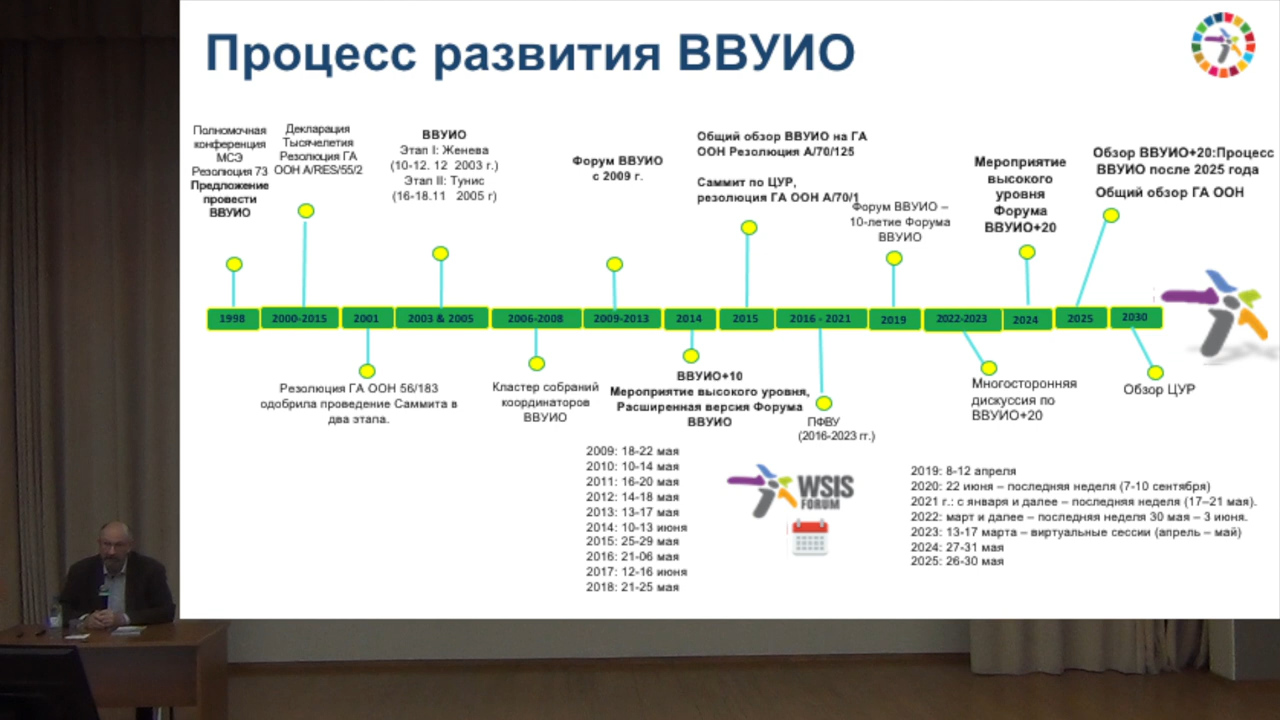 Процесс развития ВВУИО
Полномочная
конференция
МСЭ
Резолюция 73
Предложение
провести
ВВУИО
Декларация
Тысячелетия
Резолюция ГА
ООН A/RES/55/2
ВВУИО
Этап I: Женева
(10-12. 12 2003 г.)
Этап II: Тунис
(16-18.11 2005 г)
Форум ВВУИО
с 2009 г.
Общий обзор ВВУИО на ГА
ООН Резолюция A/70/125
Саммит по ЦУР,
резолюция ГА ООН A/70/1
Форум ВВУИО –
10-летие Форума
ВВУИО
Мероприятие
высокого
уровня
Форума
ВВУИО+20
Обзор ВВУИО+20:Процесс
ВВУИО после 2025 года
Общий обзор ГА ООН
1998
2000-2015
2001
2003 & 2005
2006-2008
2009-2013
2014
2015
2016 - 2021
2019
2022-2023
2024
2025
2030
Резолюция ГА ООН 56/183
одобрила проведение Саммита в
два этапа.
Кластер собраний
координаторов
ВВУИО
ВВУИО+10
Мероприятие высокого уровня,
Расширенная версия Форума
ВВУИО
ПФВУ
(2016-2023 гг.)
Многосторонняя
дискуссия по
ВВУИО+20
Обзор ЦУР
2009: 18-22 мая
2010: 10-14 мая
2011: 16-20 мая
2012: 14-18 мая
2013: 13-17 мая
2014: 10-13 июня
2015: 25-29 мая
2016: 21-06 мая
2017: 12-16 июня
2018: 21-25 мая
WSIS
FORUM
2019: 8-12 апреля
2020: 22 июня – последняя неделя (7-10 сентября)
2021 г.: с января и далее – последняя неделя (17–21 мая).
2022: март и далее – последняя неделя 30 мая – 3 июня.
2023: 13-17 марта – виртуальные сессии (апрель – май)
2024: 27-31 мая
2025: 26-30 мая